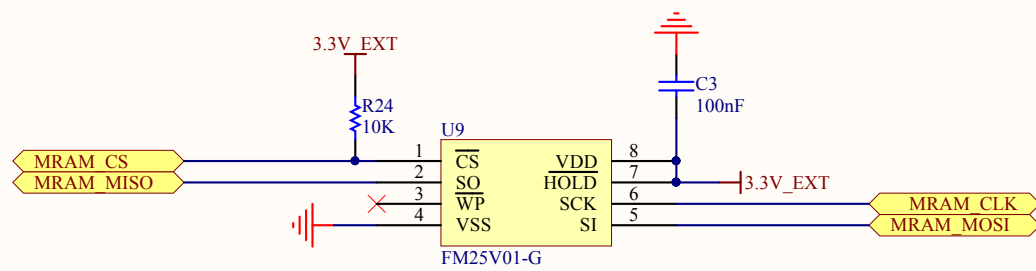 3.3V_EXT
R24
10K
C3
100nF
U9
MRAM_CS
MRAM_MISO
1
2
3
4
CS
SO
WP
VSS
VDD
HOLD
SCK
SI
8
7
6
5
3.3V_EXT
MRAM_CLK
MRAM_MOSI
FM25V01-G